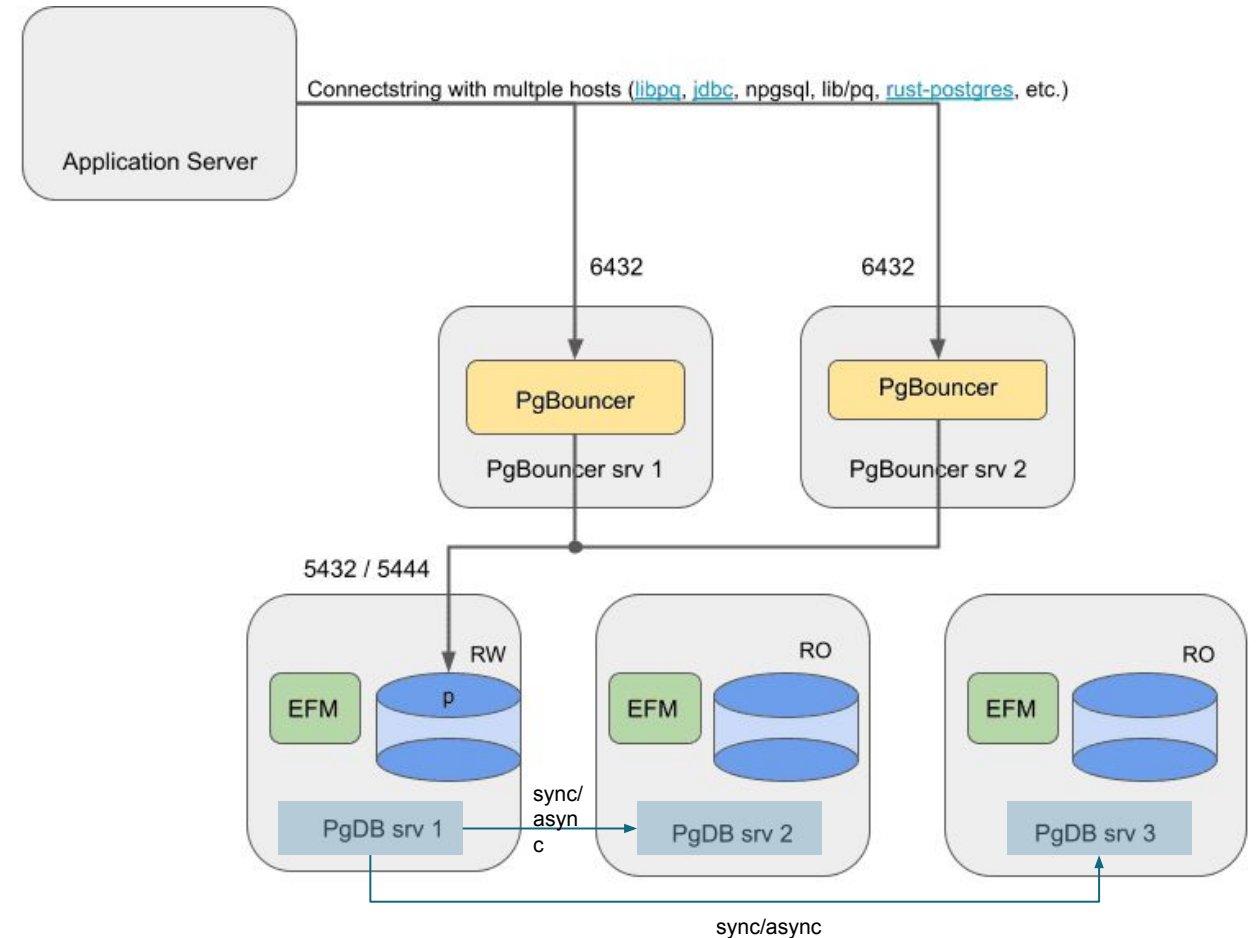 Connectstring with multple hosts (libpq, jdbc, npgsql, lib/pq, rust-postgres, etc.)
Application Server
6432
6432
PgBouncer
PgBouncer
PgBouncer srv 1
PgBouncer srv 2
5432 / 5444
RW
RO
RO
EFM
p
EFM
EFM
sync/
asyn
c
PgDB srv 1
PgDB srv 2
PgDB srv 3
sync/async